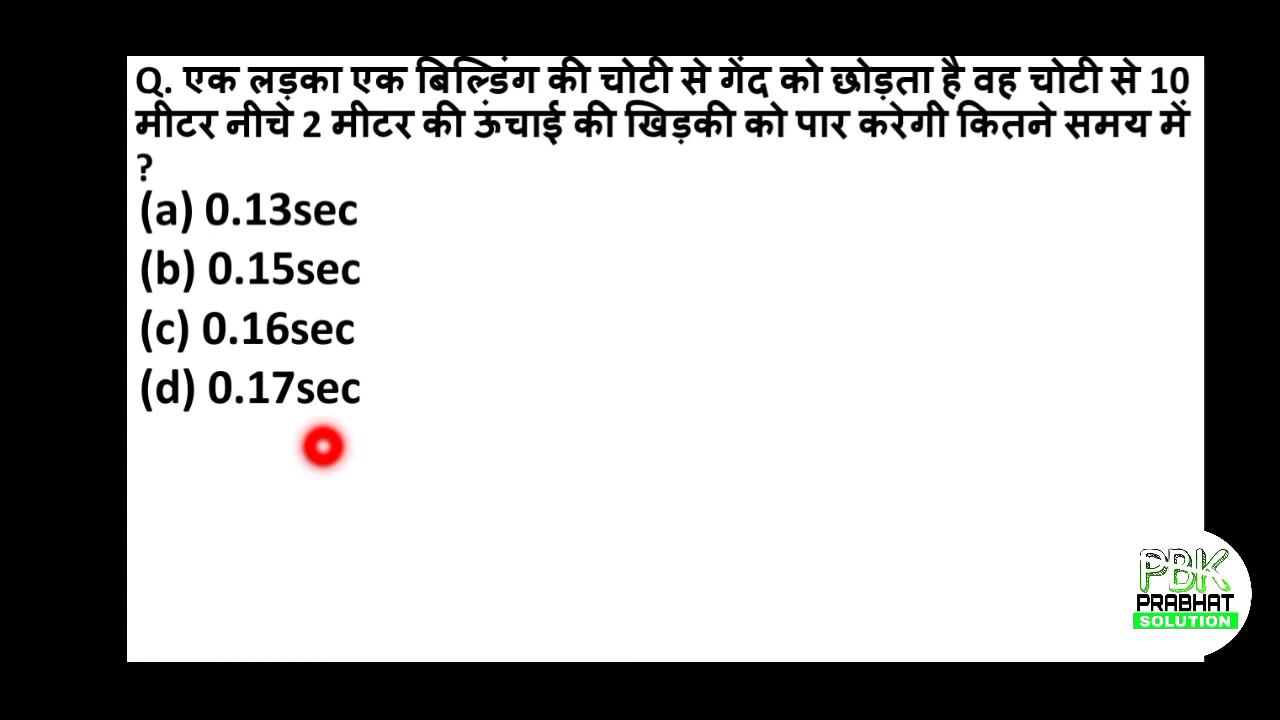 Q. एक लड़का एक बिल्डिंग की चोटी से गेंद को छोड़ता है वह चोटी से 10
मीटर नीचे 2 मीटर की ऊंचाई की खिड़की को पार करेगी कितने समय में
?
(a) 0.13sec
(b) 0.15sec
(c) 0.16sec
(d) 0.17sec
PBK
PRABHAT
SOLUTION